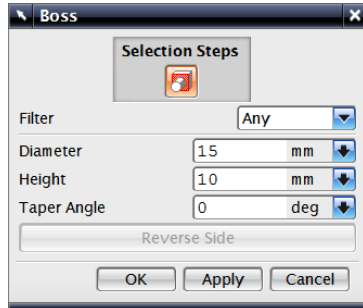 Boss
Selection Steps
Filter Any
Diameter 15 mm
Height 10 mm
Taper Angle 0 deg
Reverse Side
OK Apply Cancel